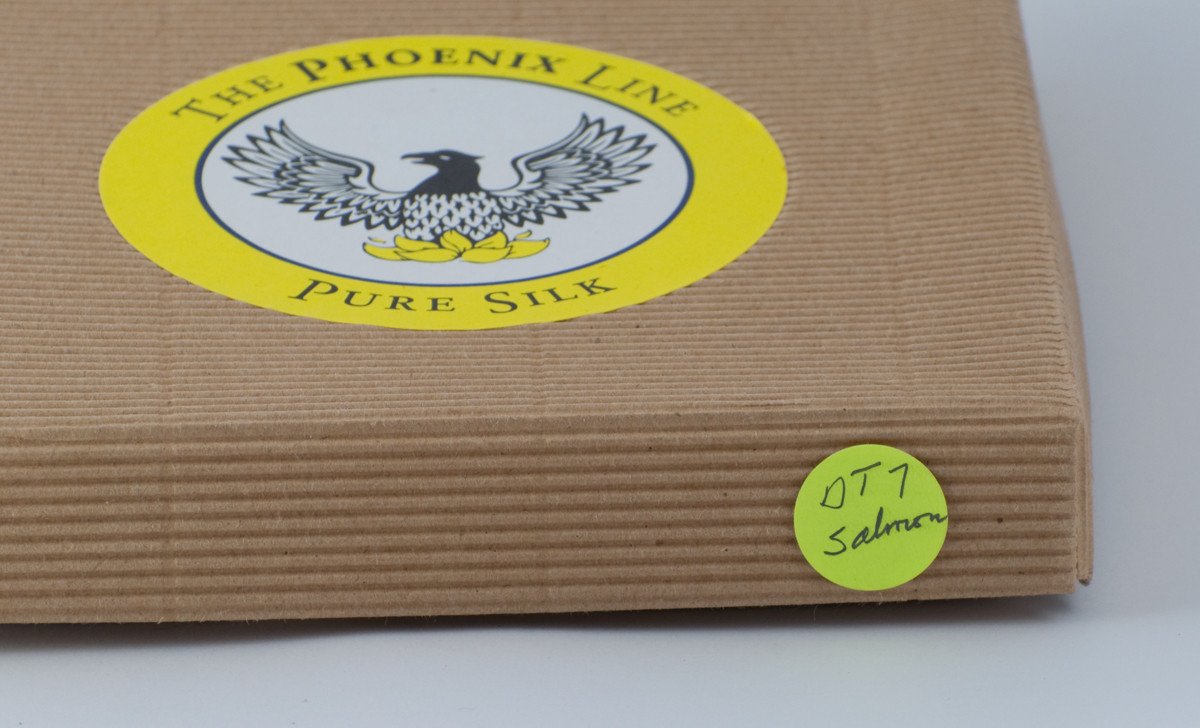 THE PHOENIX LINE
PURE SILK
DT7
Salmon